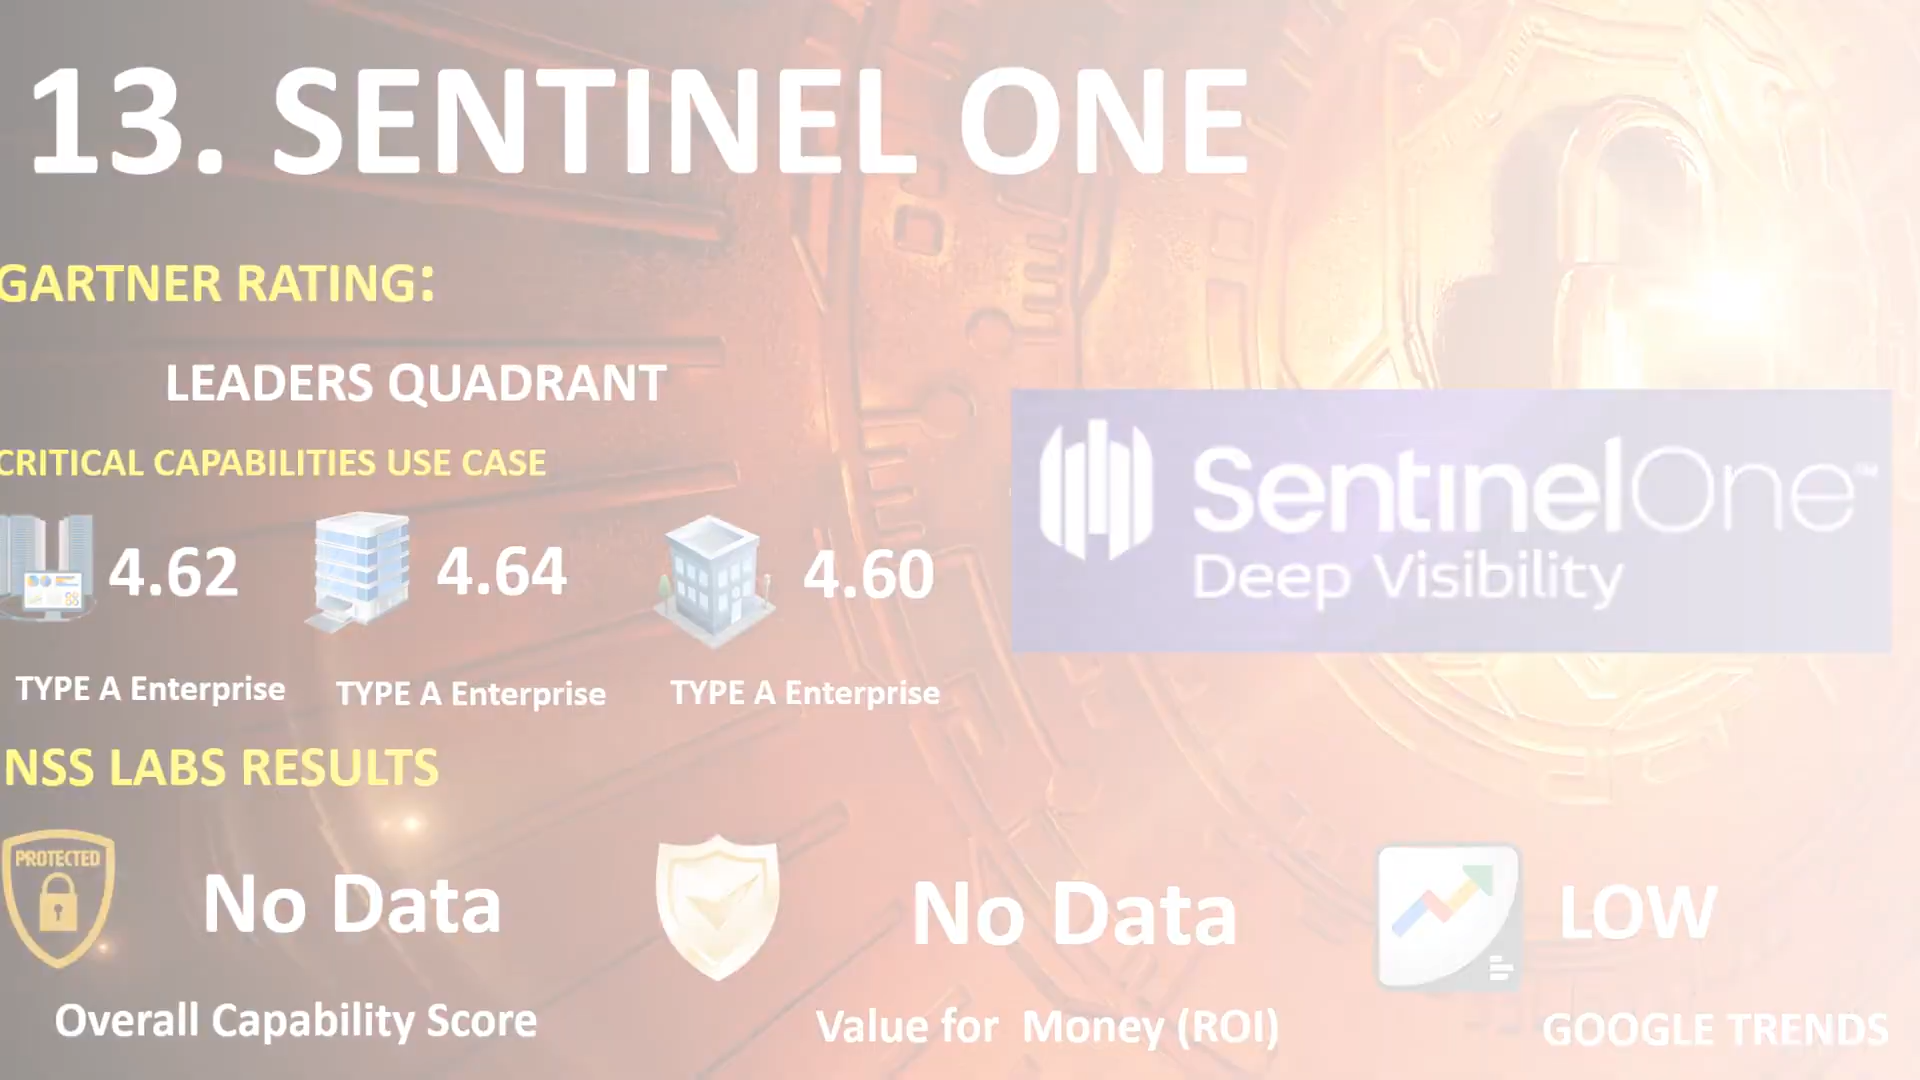 13. SENTINEL ONE
GARTNER RATING:
LEADERS QUADRANT
CRITICAL CAPABILITIES USE CASE
4.62
4.64
4.60
TYPE A Enterprise
TYPE A Enterprise
TYPE A Enterprise
SentinelOne™
Deep Visibility
NSS LABS RESULTS
PROTECTED
No Data
No Data
LOW
Overall Capability Score
Value for Money (ROI)
GOOGLE TRENDS